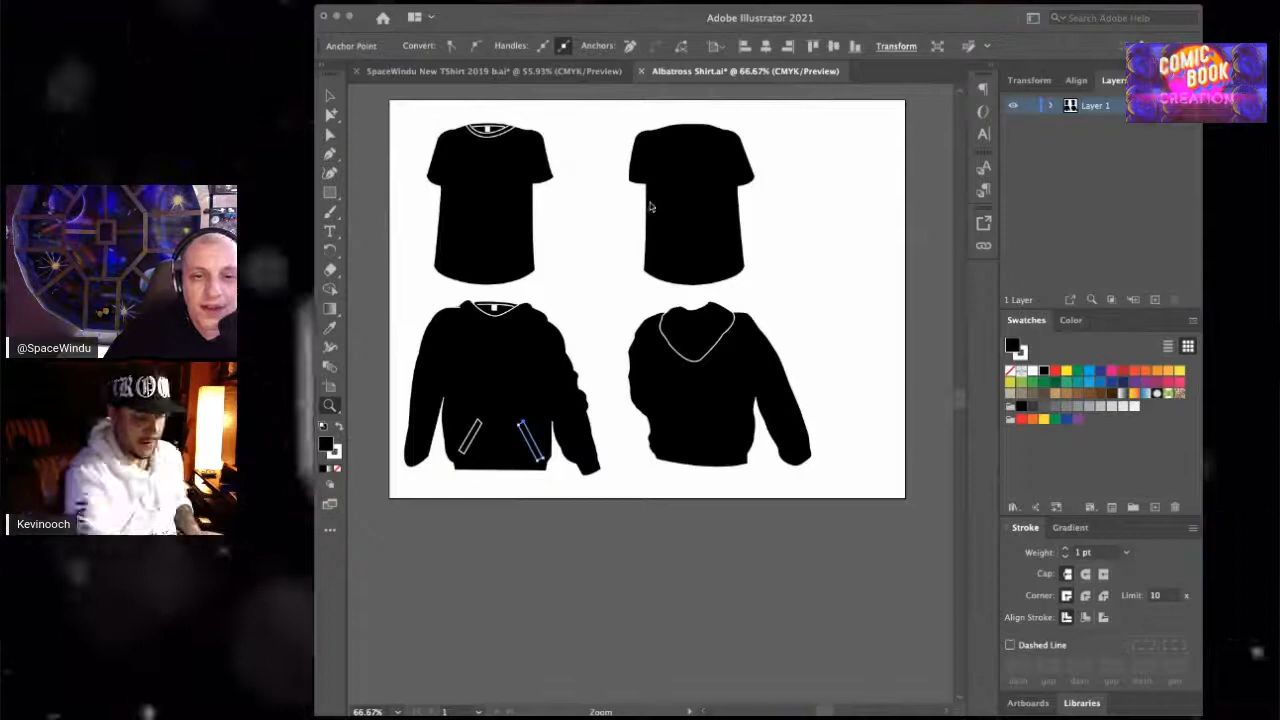 Adobe Illustrator 2021
Search Adobe Help
Anchor Point
Convert:
Handles:
Anchors:
Transform
SpaceWindu New TShirt 2019 b.ai* @ 55.93% (CMYK/Preview)
Albatross Shirt.ai* @ 66.67% (CMYK/Preview)
Transform
Align
Layers
COMIC
BOOK
CREATION
Layer 1
@SpaceWindu
Kevinooch
1 Layer
Swatches
Color
Stroke
Gradient
Weight:
1 pt
Cap:
Corner:
Limit:
10
x
Align Stroke:
Dashed Line
dash
gap
dash
gap
dash
gap
Artboards
Libraries
66.67%
1
Zoom